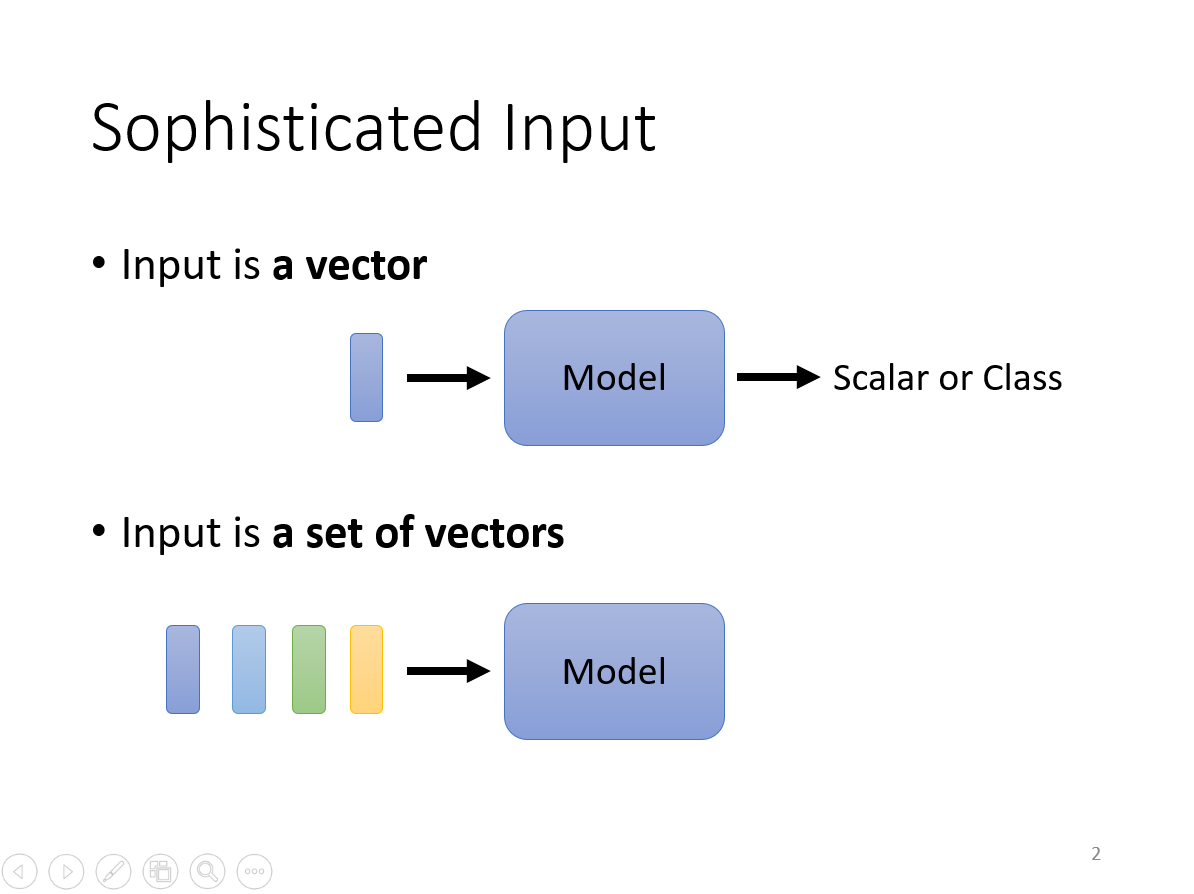 Sophisticated Input
• Input is a vector
Model
Scalar or Class
• Input is a set of vectors
Model
2